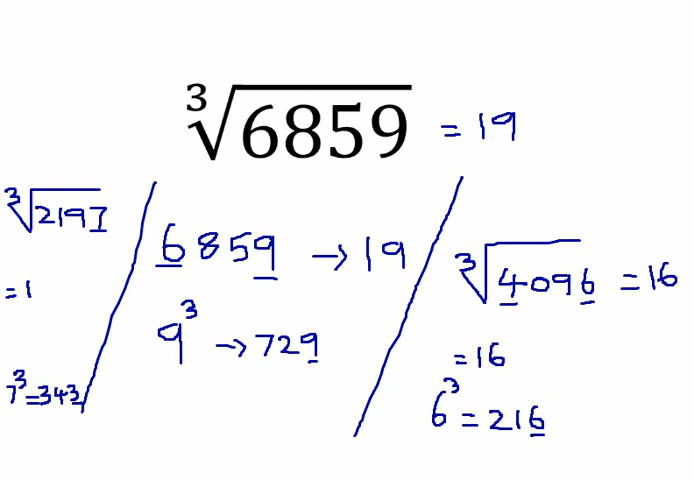 ∛6859 = 19
∛2197
= 1
7³ = 343
6859 → 19
9³ → 729
∛4096 = 16
= 16
6³ = 216